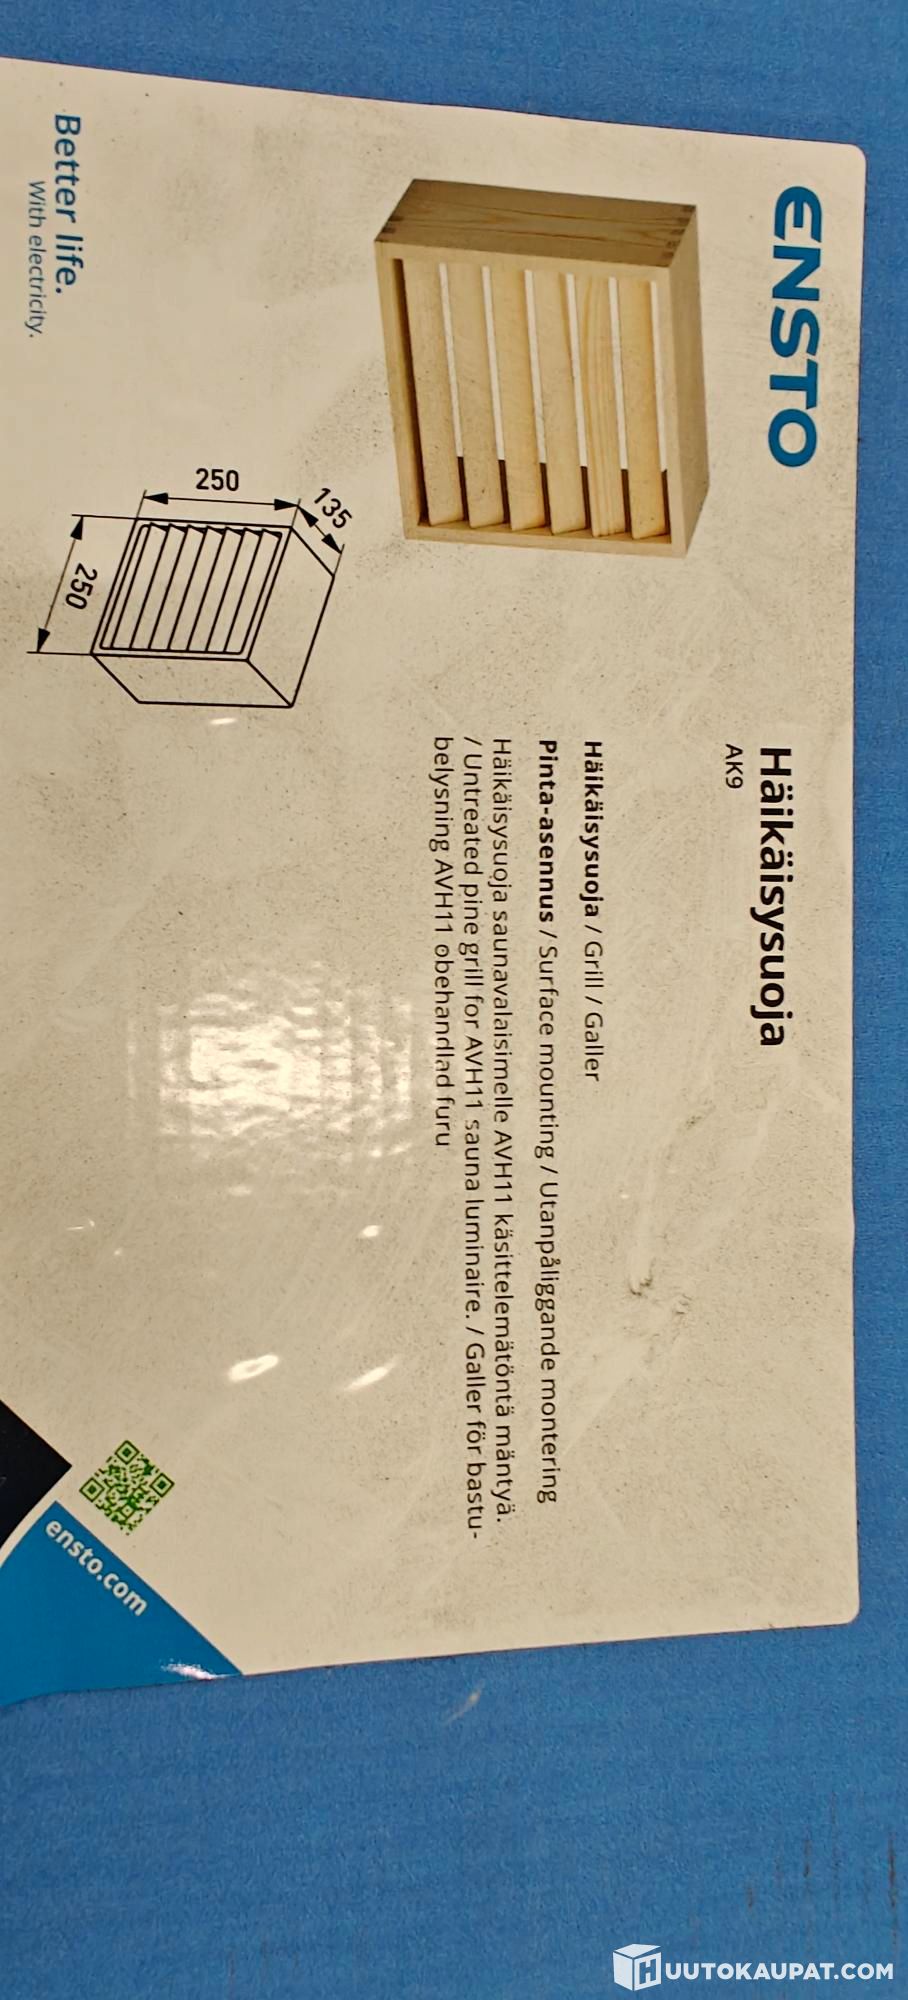 ENSTO
Häikäisysuoja
AK9
Häikäisysuoja / Grill / Galler
Pinta-asennus / Surface mounting / Utanpåliggande montering
Häikäisysuoja saunavalaisimelle AVH11 käsittelemätöntä mäntyä.
/ Untreated pine grill for AVH11 sauna luminaire. / Galler för bastu-
belysning AVH11 obehandlad furu
250
135
250
Better life.
With electricity.
ensto.com
HUUTOKAUPAT.COM